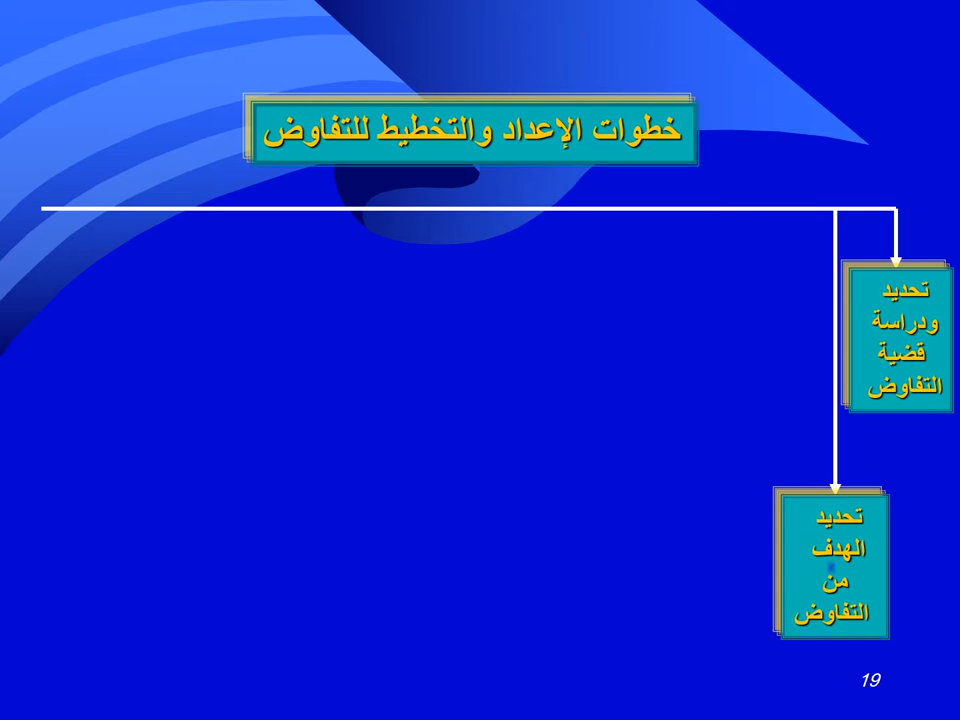 خطوات الإعداد والتخطيط للتفاوض
تحديد
ودراسة
قضية
التفاوض
تحديد
الهدف
من
التفاوض
19